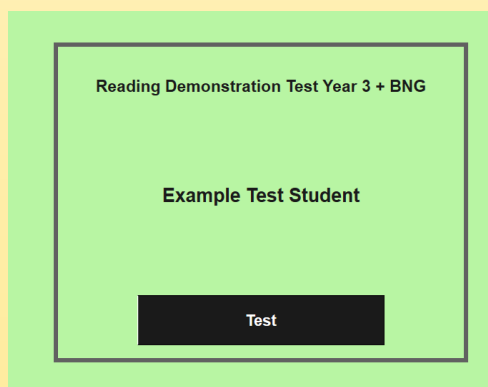 Reading Demonstration Test Year 3 + BNG
Example Test Student
Test